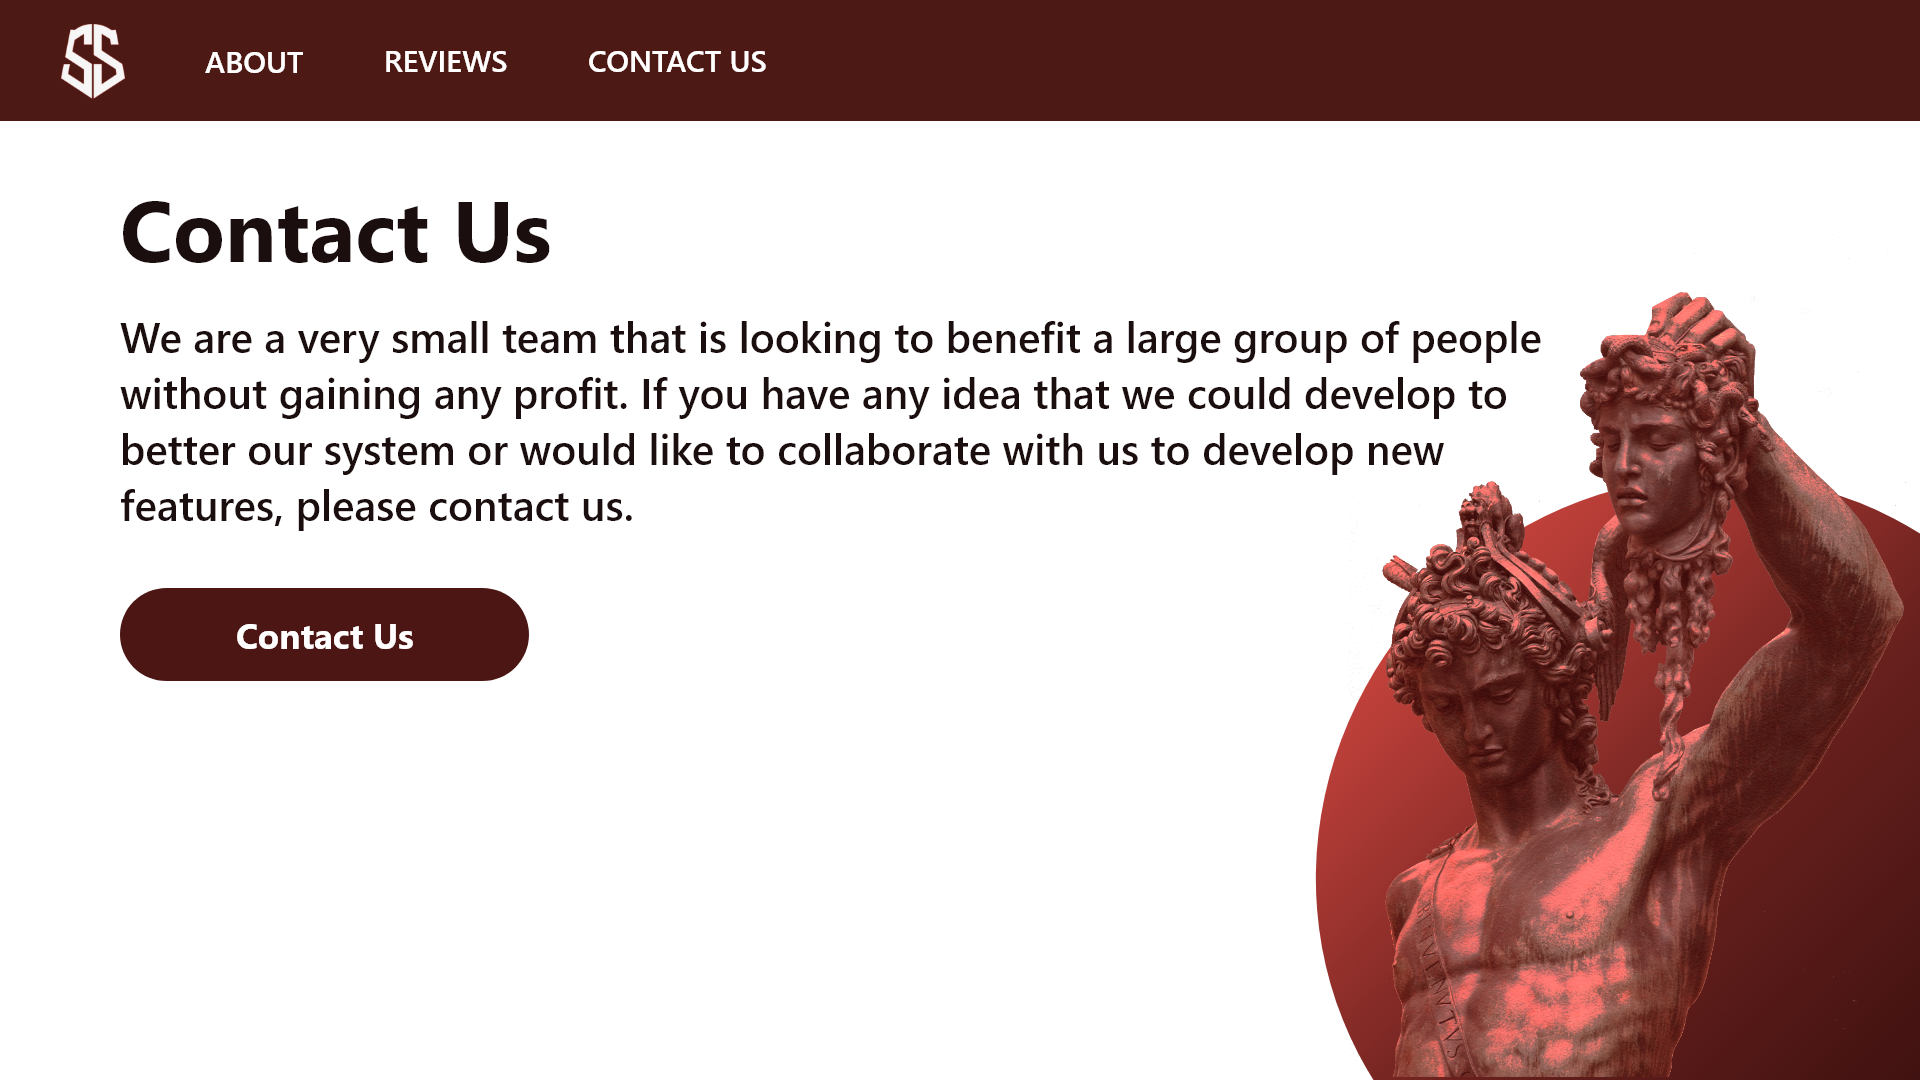 SS
ABOUT
REVIEWS
CONTACT US
Contact Us
We are a very small team that is looking to benefit a large group of people
without gaining any profit. If you have any idea that we could develop to
better our system or would like to collaborate with us to develop new
features, please contact us.
Contact Us